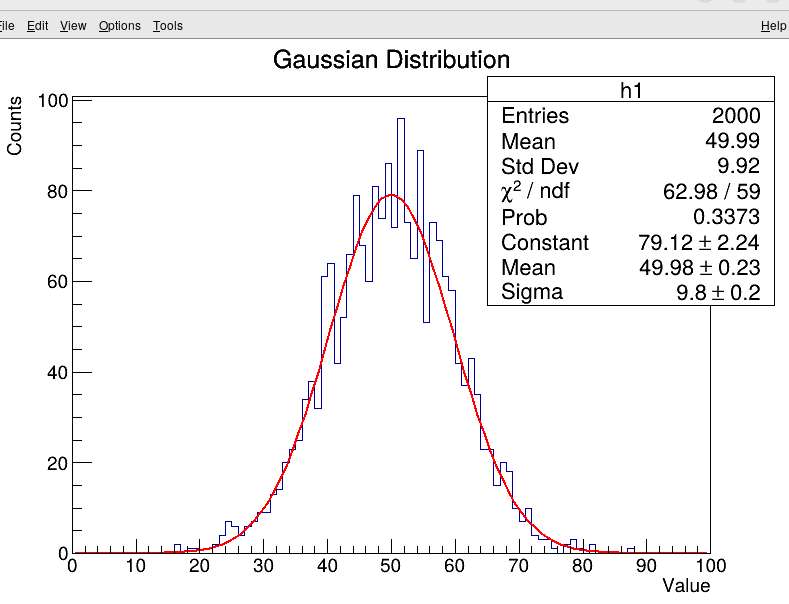 File Edit View Options Tools Help
Gaussian Distribution
Counts
h1
Entries 2000
Mean 49.99
Std Dev 9.92
χ² / ndf 62.98 / 59
Prob 0.3373
Constant 79.12 ± 2.24
Mean 49.98 ± 0.23
Sigma 9.8 ± 0.2
100
80
60
40
20
0
0 10 20 30 40 50 60 70 80 90 100
Value